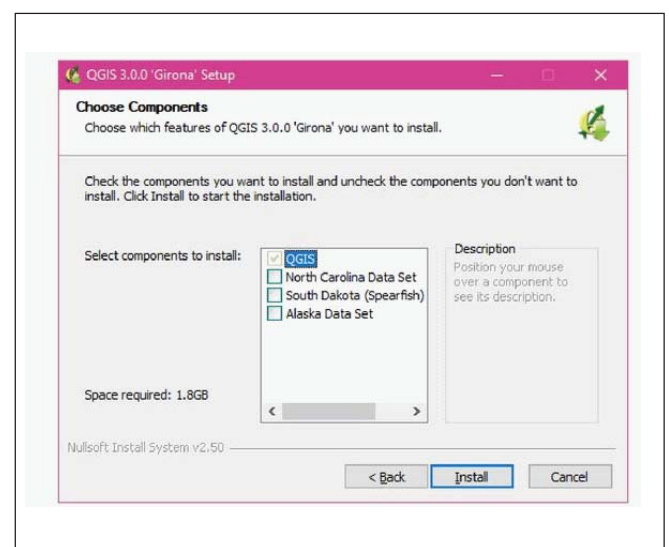 QGIS 3.0.0 'Girona' Setup
Choose Components
Choose which features of QGIS 3.0.0 'Girona' you want to install.
Check the components you want to install and uncheck the components you don't want to
install. Click Install to start the installation.
Select components to install:
QGIS
North Carolina Data Set
South Dakota (Spearfish)
Alaska Data Set
Description
Position your mouse
over a component to
see its description.
Space required: 1.8GB
Nullsoft Install System v2.50
< Back
Install
Cancel